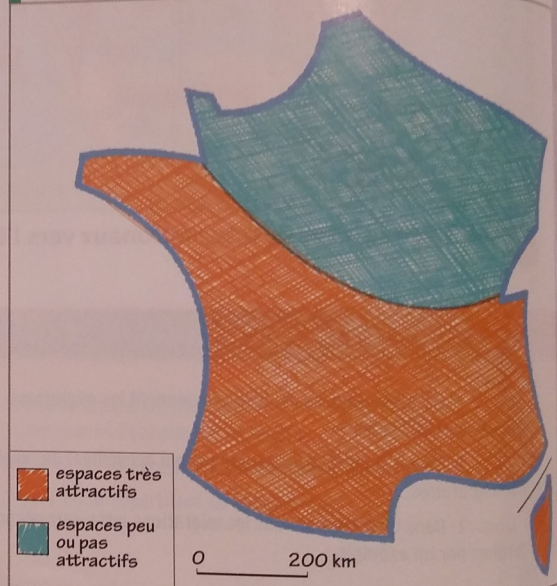 espaces très
attractifs
espaces peu
ou pas
attractifs
0 200 km